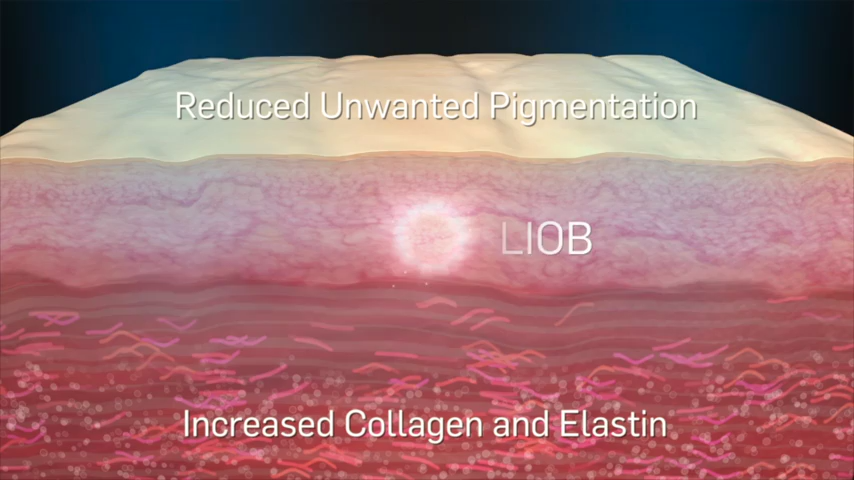 Reduced Unwanted Pigmentation
LIOB
Increased Collagen and Elastin